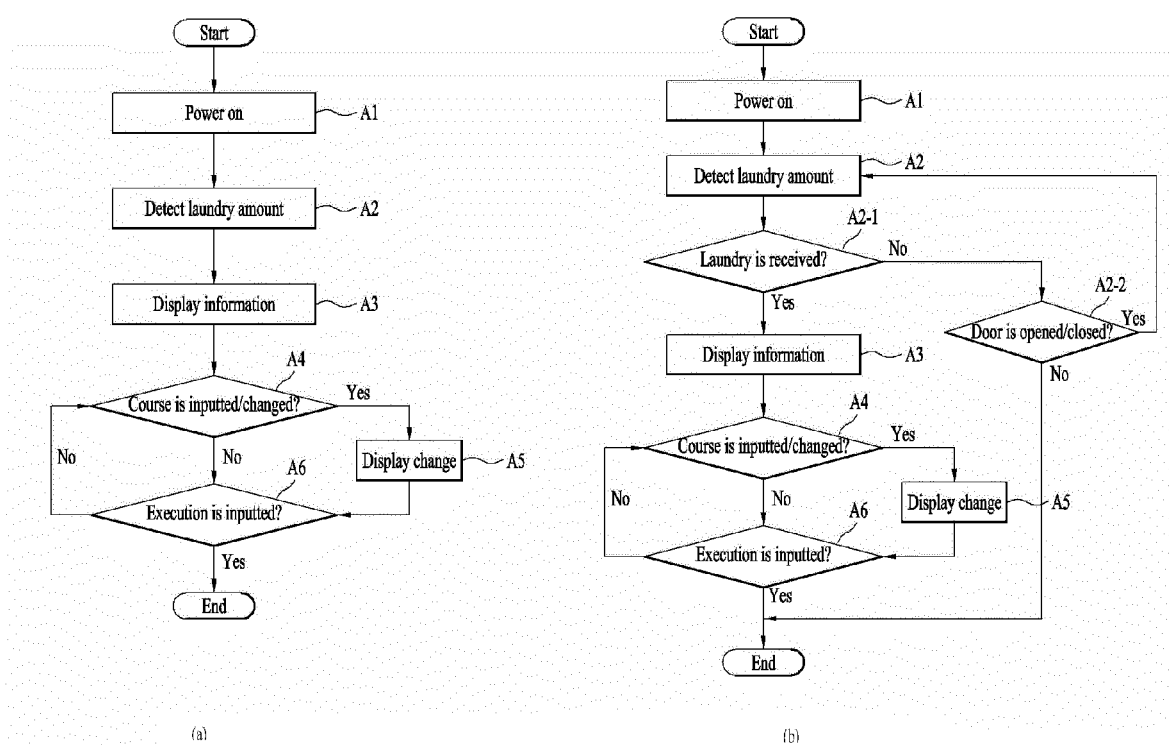 Start
Power on
A1
Detect laundry amount
A2
Display information
A3
A4
Course is inputted/changed?
Yes
No
No
Display change
A5
A6
Execution is inputted?
Yes
End
(a)
Start
Power on
A1
Detect laundry amount
A2
A2-1
Laundry is received?
No
Yes
A2-2
Door is opened/closed?
Yes
No
Display information
A3
A4
Course is inputted/changed?
Yes
No
No
Display change
A5
A6
Execution is inputted?
Yes
End
(b)